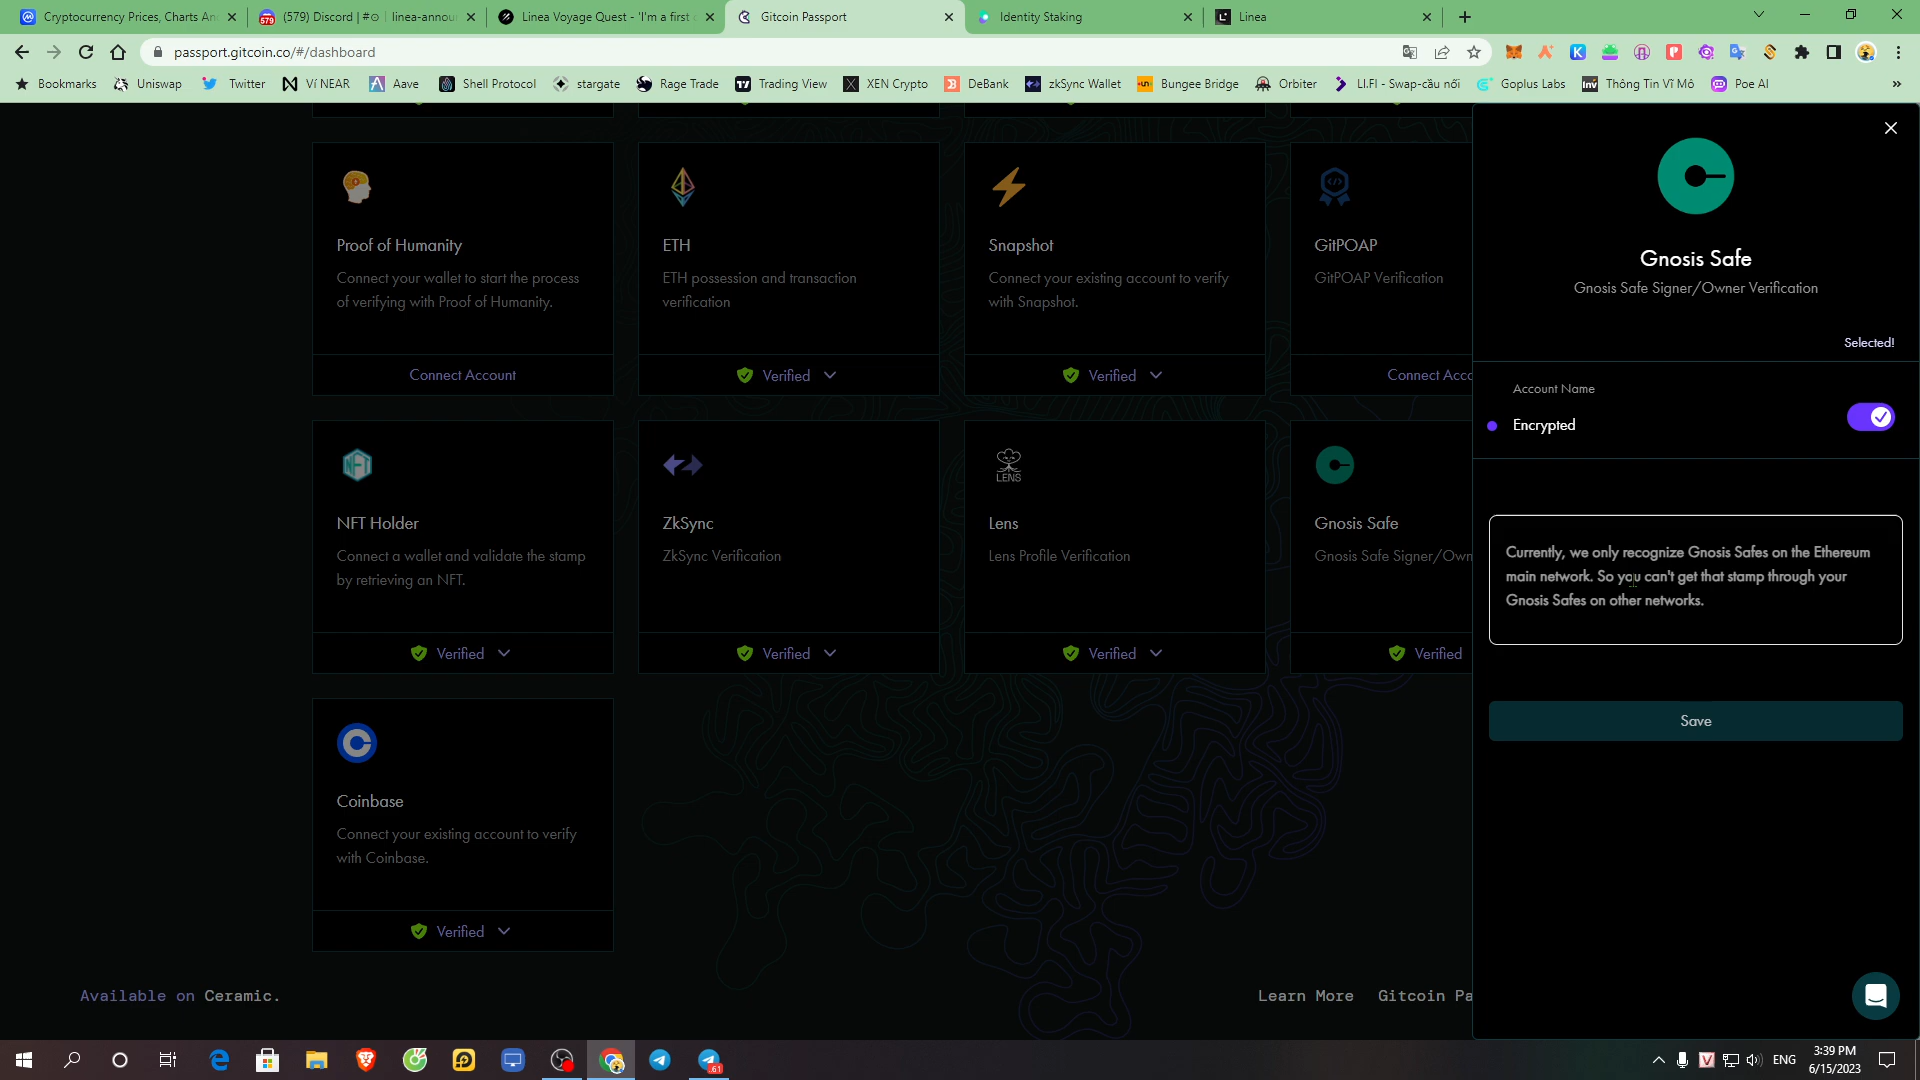 Cryptocurrency Prices, Charts An
(579) Discord | #
linea-annou
Linea Voyage Quest - 'I'm a first
Gitcoin Passport
Identity Staking
Linea
passport.gitcoin.co/#/dashboard
Bookmarks
Uniswap
Twitter
Ví NEAR
Aave
Shell Protocol
stargate
Rage Trade
Trading View
XEN Crypto
DeBank
zkSync Wallet
Bungee Bridge
Orbiter
LI.FI - Swap-cầu nối
Goplus Labs
Thông Tin Vĩ Mô
Poe AI
»
Proof of Humanity
Connect your wallet to start the process
of verifying with Proof of Humanity.
Connect Account
ETH
ETH possession and transaction
verification
Verified
Snapshot
Connect your existing account to verify
with Snapshot.
Verified
GitPOAP
GitPOAP Verification
Connect Acco
NFT Holder
Connect a wallet and validate the stamp
by retrieving an NFT.
Verified
ZkSync
ZkSync Verification
Verified
LENS
Lens
Lens Profile Verification
Verified
Gnosis Safe
Gnosis Safe Signer/Own
Verified
Coinbase
Connect your existing account to verify
with Coinbase.
Verified
Available on Ceramic.
Learn More
Gitcoin Pa
Gnosis Safe
Gnosis Safe Signer/Owner Verification
Selected!
Account Name
Encrypted
Currently, we only recognize Gnosis Safes on the Ethereum
main network. So you can't get that stamp through your
Gnosis Safes on other networks.
Save
61
ENG
3:39 PM
6/15/2023